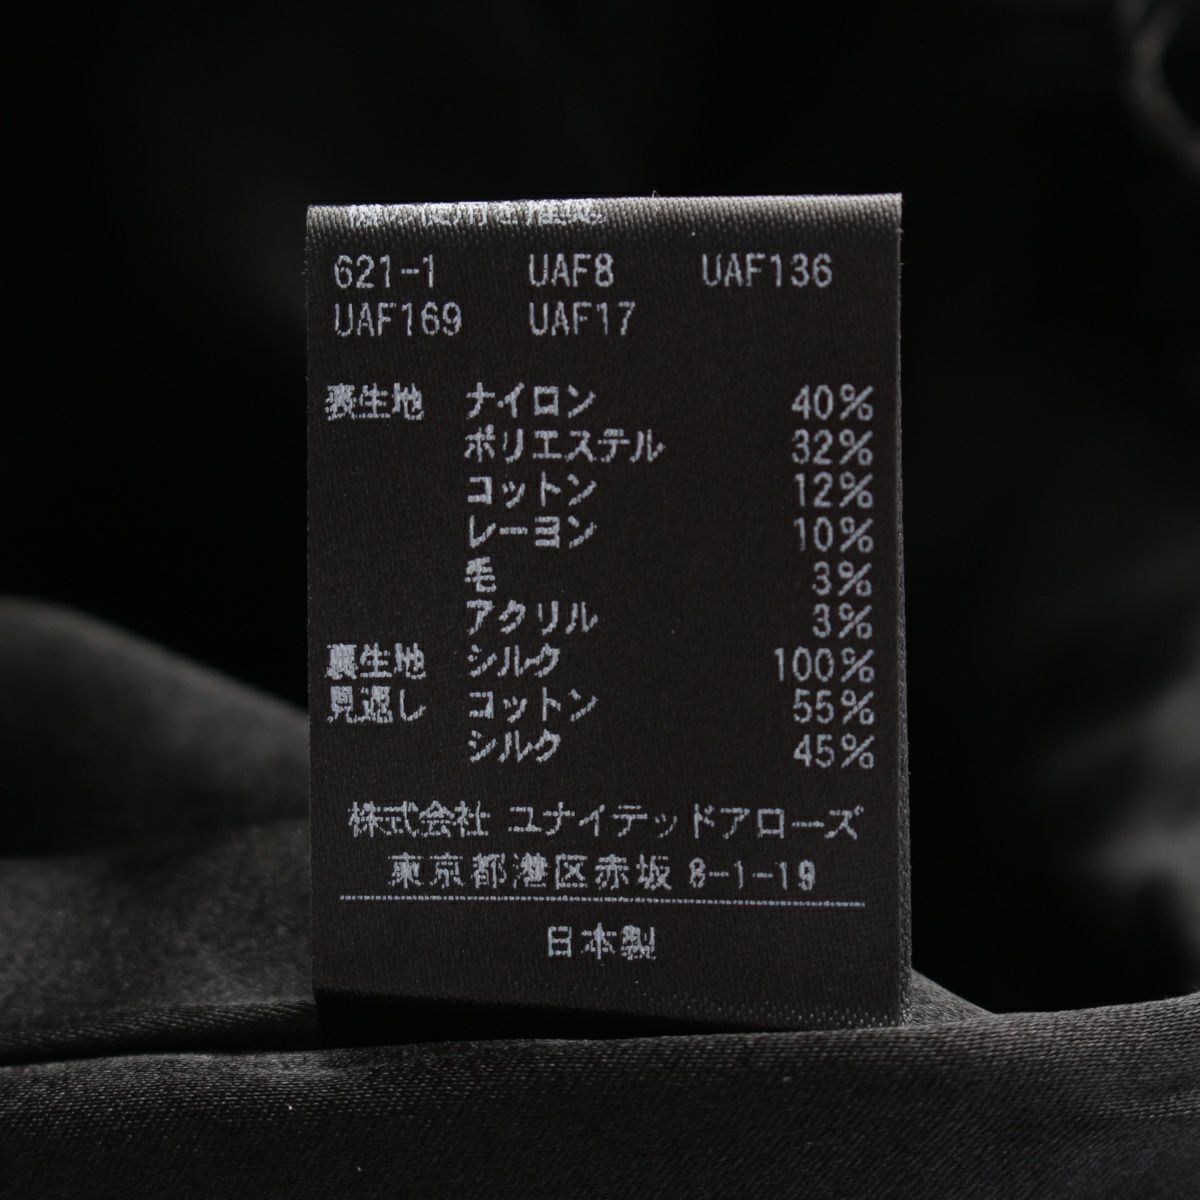 621-1 UAF8 UAF136
UAF169 UAF17
表生地 ナイロン 40%
ポリエステル 32%
コットン 12%
レーヨン 10%
毛 3%
アクリル 3%
裏生地 シルク 100%
見返し コットン 55%
シルク 45%
株式会社 ユナイテッドアローズ
東京都港区赤坂 8-1-19
日本製